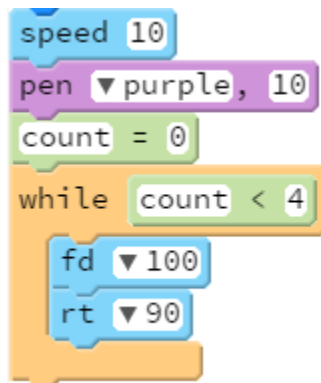 speed 10
pen ▼purple, 10
count = 0
while count < 4
fd ▼100
rt ▼90